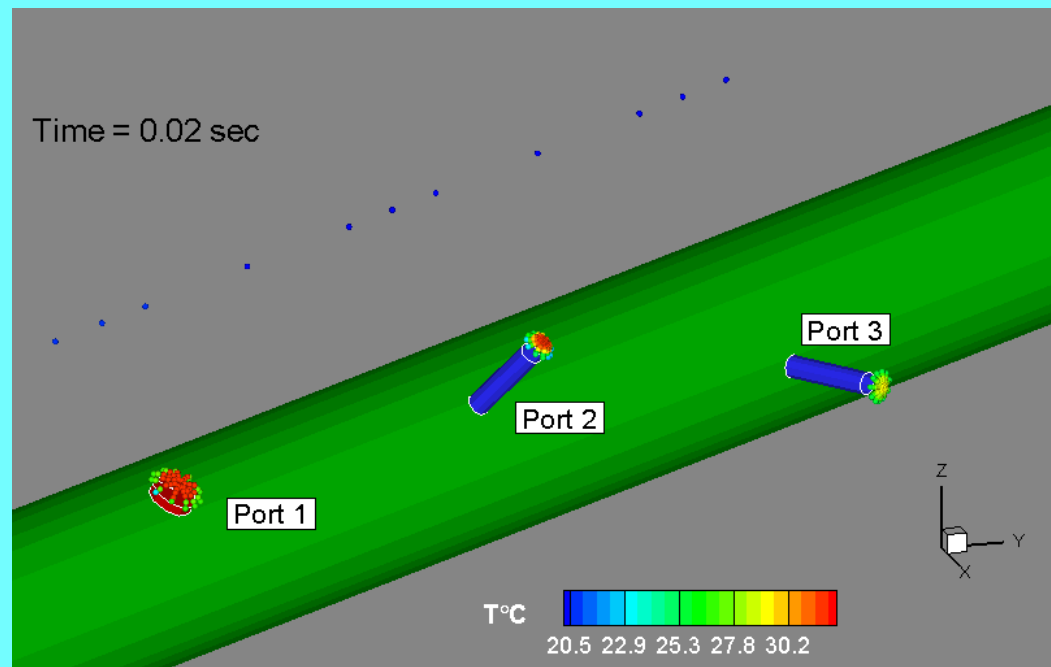 Time = 0.02 sec
Port 3
Port 2
Port 1
Z
Y
X
T°C
20.5 22.9 25.3 27.8 30.2